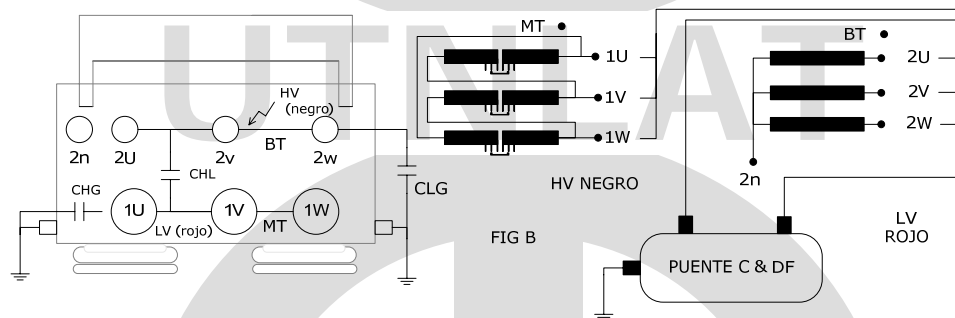 UTNLAT
HV
(negro)
BT
2n
2U
2v
2w
CHL
CHG
CLG
1U
1V
1W
LV (rojo)
MT
MT
1U
1V
1W
HV NEGRO
FIG B
BT
2U
2V
2W
2n
PUENTE C & DF
LV
ROJO